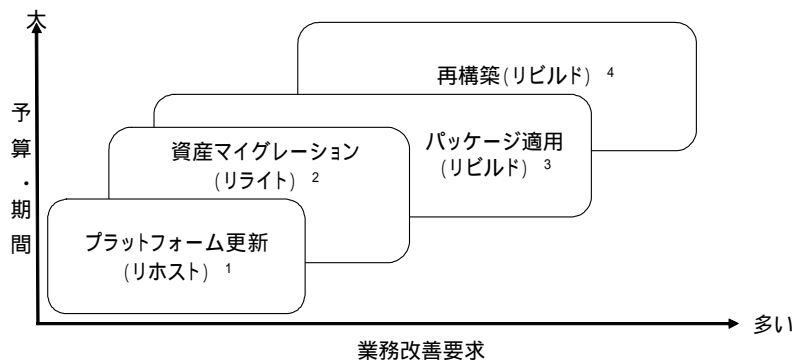 大
予算・期間
再構築(リビルド) 4
パッケージ適用
(リビルド) 3
資産マイグレーション
(リライト) 2
プラットフォーム更新
(リホスト) 1
多い
業務改善要求